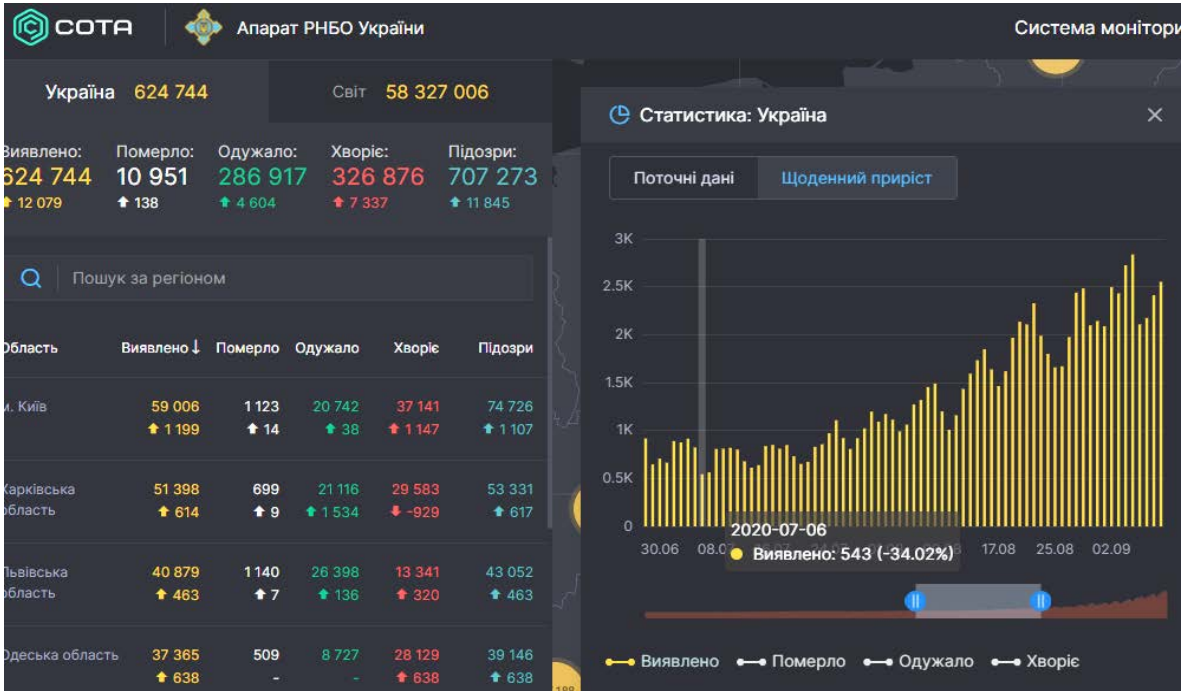 СОТА
Апарат РНБО України
Система монітори
Україна 624 744
Світ 58 327 006
Виявлено: Померло: Одужало: Хворіє: Підозри:
624 744 10 951 286 917 326 876 707 273
12 079 138 4 604 7 337 11 845
Пошук за регіоном
Область Виявлено↓ Померло Одужало Хворіє Підозри
м. Київ 59 006 1 123 20 742 37 141 74 726
1 199 14 38 1 147 1 107
Харківська 51 398 699 21 116 29 583 53 331
область 614 9 1 534 -929 617
Львівська 40 879 1 140 26 398 13 341 43 052
область 463 7 136 320 463
Одеська область 37 365 509 8 727 28 129 39 146
638 - - 638 638
Статистика: Україна
Поточні дані Щоденний приріст
3K
2.5K
2K
1.5K
1K
0.5K
0
2020-07-06
Виявлено: 543 (-34.02%)
30.06 08.07 17.08 25.08 02.09
Виявлено Померло Одужало Хворіє